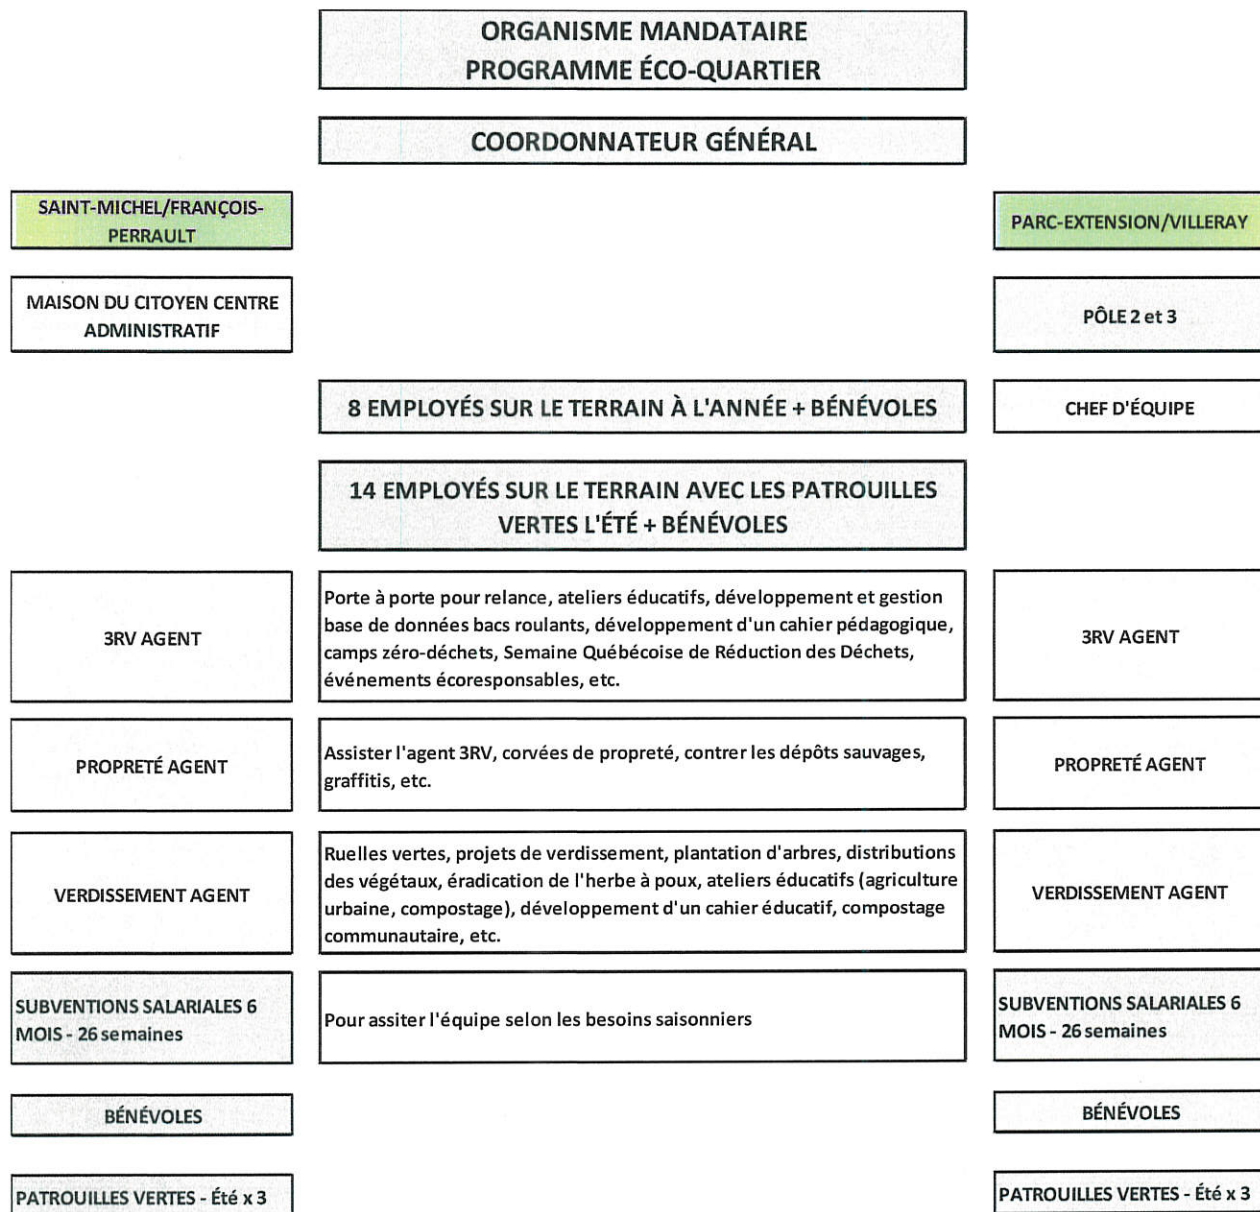 ORGANISME MANDATAIRE
PROGRAMME ÉCO-QUARTIER
COORDONNATEUR GÉNÉRAL
SAINT-MICHEL/FRANÇOIS-
PERRAULT
PARC-EXTENSION/VILLERAY
MAISON DU CITOYEN CENTRE
ADMINISTRATIF
PÔLE 2 et 3
8 EMPLOYÉS SUR LE TERRAIN À L'ANNÉE + BÉNÉVOLES
CHEF D'ÉQUIPE
14 EMPLOYÉS SUR LE TERRAIN AVEC LES PATROUILLES
VERTES L'ÉTÉ + BÉNÉVOLES
3RV AGENT
Porte à porte pour relance, ateliers éducatifs, développement et gestion
base de données bacs roulants, développement d'un cahier pédagogique,
camps zéro-déchets, Semaine Québécoise de Réduction des Déchets,
événements écoresponsables, etc.
3RV AGENT
PROPRETÉ AGENT
Assister l'agent 3RV, corvées de propreté, contrer les dépôts sauvages,
graffitis, etc.
PROPRETÉ AGENT
VERDISSEMENT AGENT
Ruelles vertes, projets de verdissement, plantation d'arbres, distributions
des végétaux, éradication de l'herbe à poux, ateliers éducatifs (agriculture
urbaine, compostage), développement d'un cahier éducatif, compostage
communautaire, etc.
VERDISSEMENT AGENT
SUBVENTIONS SALARIALES 6
MOIS - 26 semaines
Pour assiter l'équipe selon les besoins saisonniers
SUBVENTIONS SALARIALES 6
MOIS - 26 semaines
BÉNÉVOLES
BÉNÉVOLES
PATROUILLES VERTES - Été x 3
PATROUILLES VERTES - Été x 3